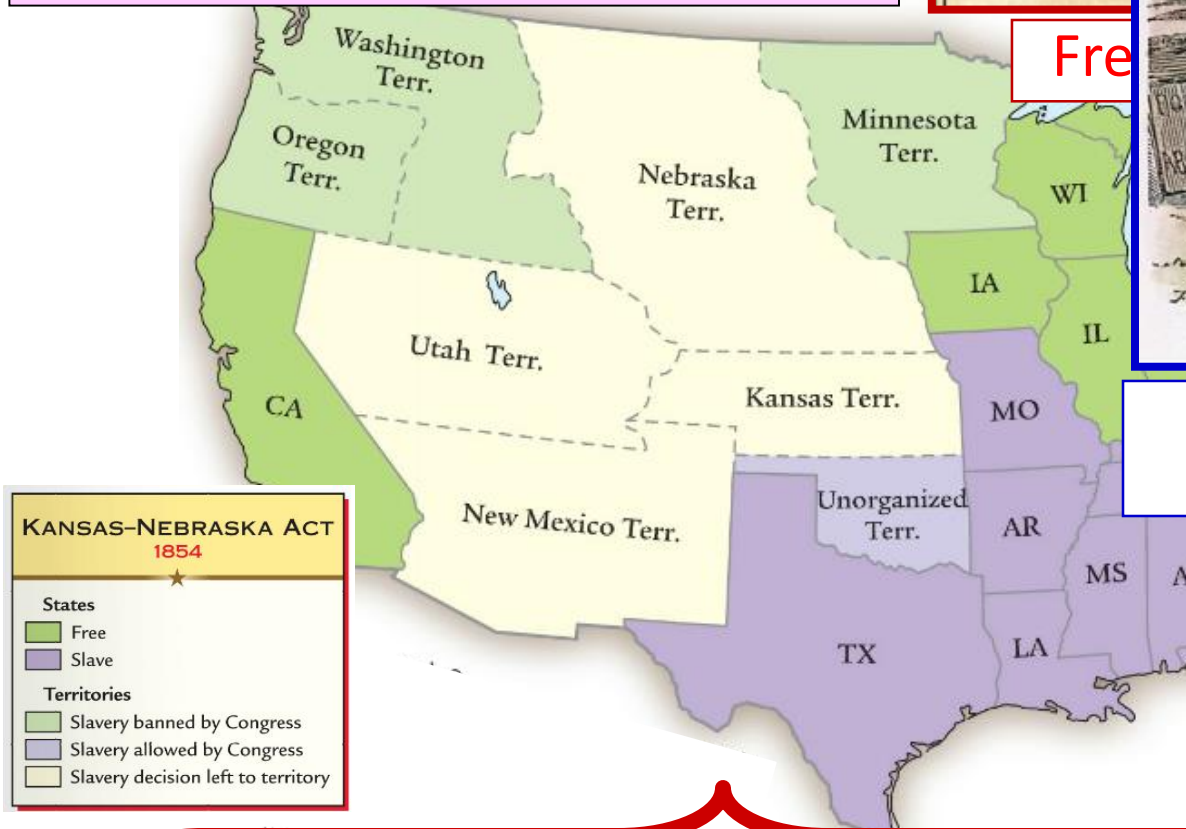 Fre
Washington
Terr.
Oregon
Terr.
Nebraska
Terr.
Minnesota
Terr.
WI
IA
IL
Utah Terr.
Kansas Terr.
MO
CA
New Mexico Terr.
Unorganized
Terr.
AR
MS
A
TX
LA
KANSAS–NEBRASKA ACT
1854
States
Free
Slave
Territories
Slavery banned by Congress
Slavery allowed by Congress
Slavery decision left to territory